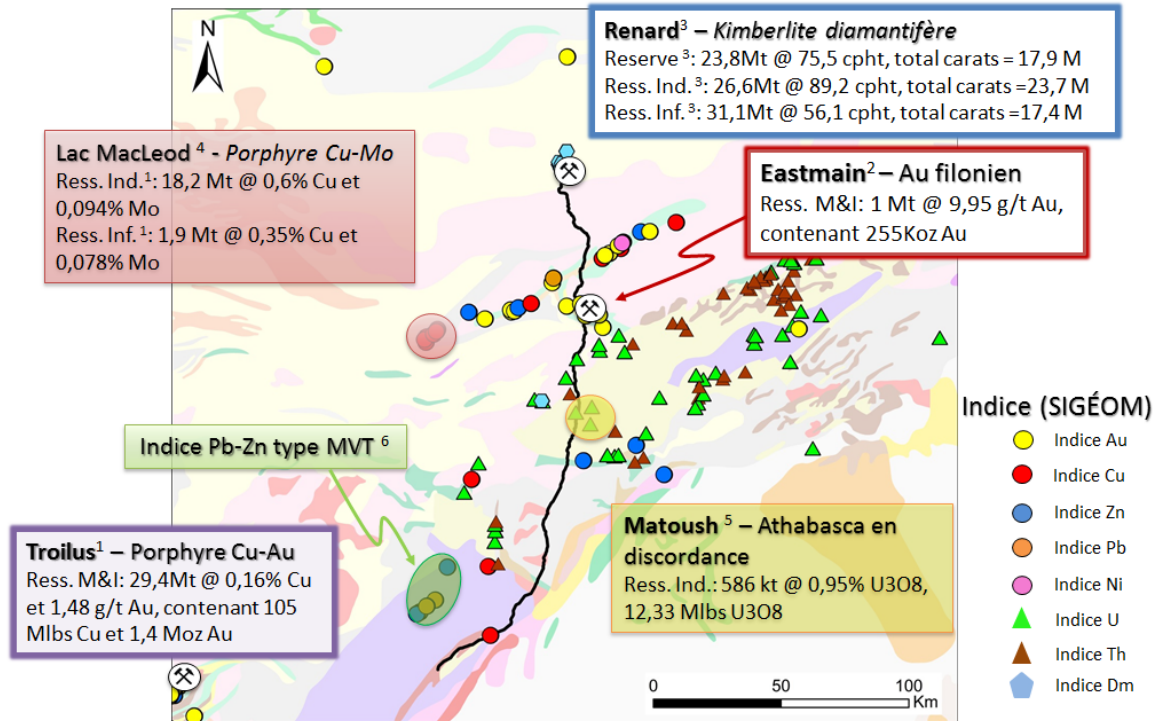 N
Renard³ – Kimberlite diamantifère
Reserve ³: 23,8Mt @ 75,5 cpht, total carats = 17,9 M
Ress. Ind. ³: 26,6Mt @ 89,2 cpht, total carats =23,7 M
Ress. Inf. ³: 31,1Mt @ 56,1 cpht, total carats =17,4 M
Lac MacLeod ⁴ - Porphyre Cu-Mo
Ress. Ind.¹: 18,2 Mt @ 0,6% Cu et
0,094% Mo
Ress. Inf. ¹: 1,9 Mt @ 0,35% Cu et
0,078% Mo
Eastmain² – Au filonien
Ress. M&I: 1 Mt @ 9,95 g/t Au,
contenant 255Koz Au
Indice Pb-Zn type MVT ⁶
Troilus¹ – Porphyre Cu-Au
Ress. M&I: 29,4Mt @ 0,16% Cu
et 1,48 g/t Au, contenant 105
Mlbs Cu et 1,4 Moz Au
Matoush ⁵ – Athabasca en
discordance
Ress. Ind.: 586 kt @ 0,95% U3O8,
12,33 Mlbs U3O8
Indice (SIGÉOM)
Indice Au
Indice Cu
Indice Zn
Indice Pb
Indice Ni
Indice U
Indice Th
Indice Dm
0 50 100
Km